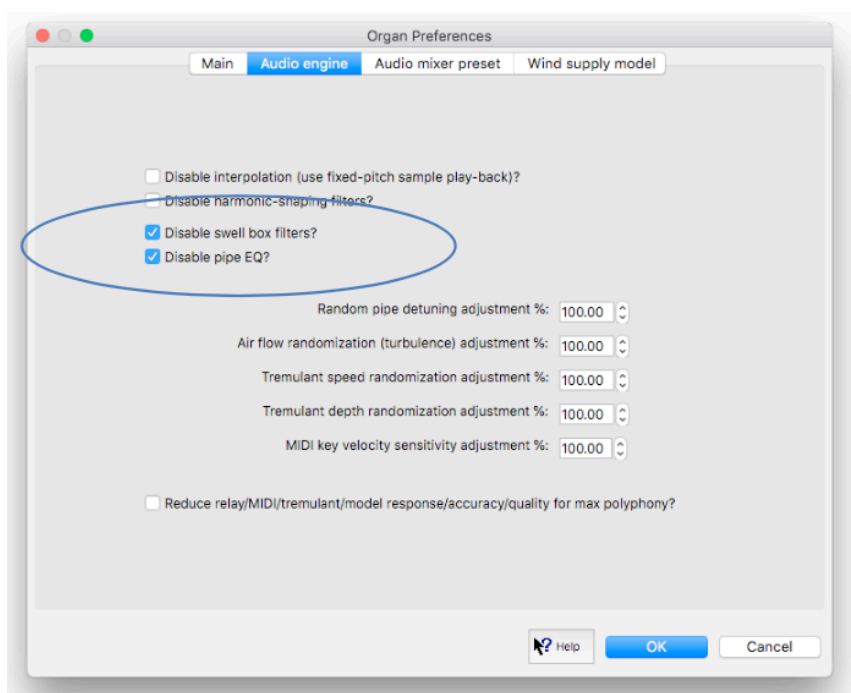 Organ Preferences
Main Audio engine Audio mixer preset Wind supply model
Disable interpolation (use fixed-pitch sample play-back)?
Disable harmonic-shaping filters?
Disable swell box filters?
Disable pipe EQ?
Random pipe detuning adjustment %: 100.00
Air flow randomization (turbulence) adjustment %: 100.00
Tremulant speed randomization adjustment %: 100.00
Tremulant depth randomization adjustment %: 100.00
MIDI key velocity sensitivity adjustment %: 100.00
Reduce relay/MIDI/tremulant/model response/accuracy/quality for max polyphony?
Help OK Cancel